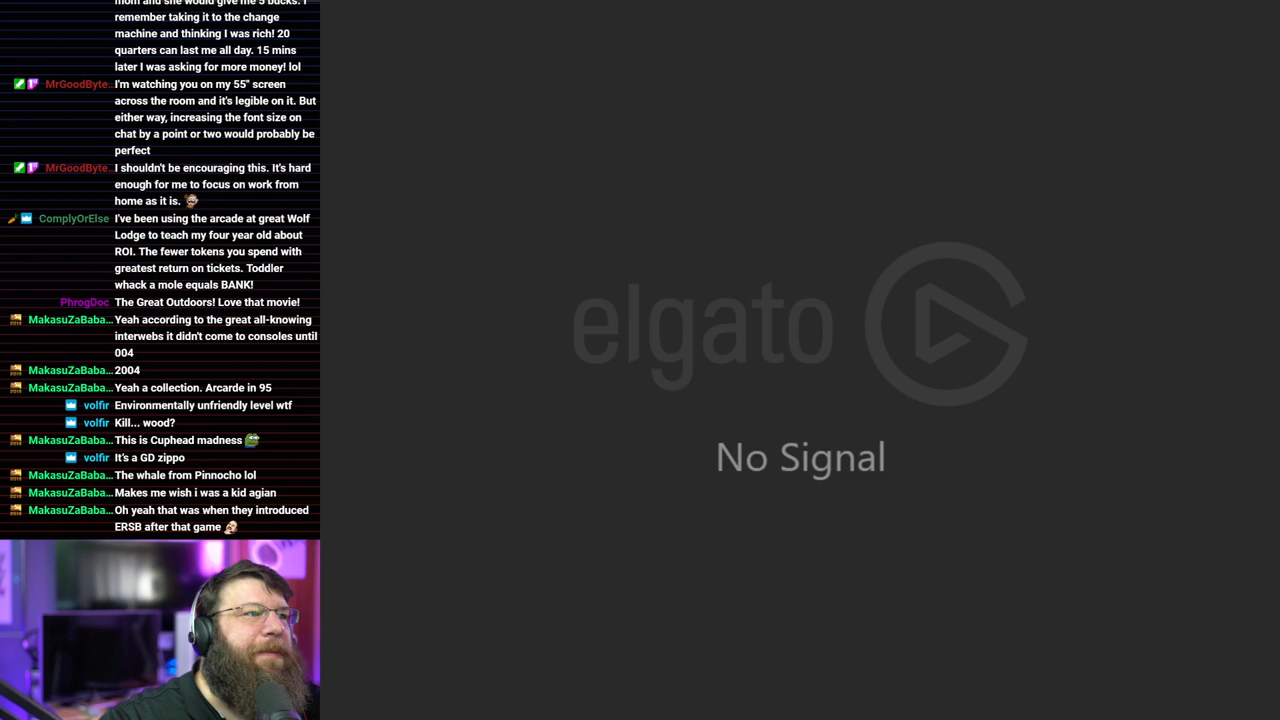 mom and she would give me 5 bucks. I
remember taking it to the change
machine and thinking I was rich! 20
quarters can last me all day. 15 mins
later I was asking for more money! lol
MrGoodByte.. I'm watching you on my 55" screen
across the room and it's legible on it. But
either way, increasing the font size on
chat by a point or two would probably be
perfect
MrGoodByte.. I shouldn't be encouraging this. It's hard
enough for me to focus on work from
home as it is.
ComplyOrElse I've been using the arcade at great Wolf
Lodge to teach my four year old about
ROI. The fewer tokens you spend with
greatest return on tickets. Toddler
whack a mole equals BANK!
PhrogDoc The Great Outdoors! Love that movie!
MakasuZaBaba... Yeah according to the great all-knowing
interwebs it didn't come to consoles until
004
MakasuZaBaba... 2004
MakasuZaBaba... Yeah a collection. Arcarde in 95
volfir Environmentally unfriendly level wtf
volfir Kill... wood?
MakasuZaBaba... This is Cuphead madness
volfir It's a GD zippo
MakasuZaBaba... The whale from Pinnocho lol
MakasuZaBaba... Makes me wish i was a kid agian
MakasuZaBaba... Oh yeah that was when they introduced
ERSB after that game
elgato
No Signal